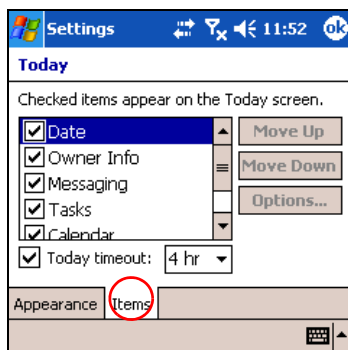 Settings 11:52 ok
Today
Checked items appear on the Today screen.
Date
Owner Info
Messaging
Tasks
Calendar
Move Up
Move Down
Options...
Today timeout: 4 hr
Appearance Items